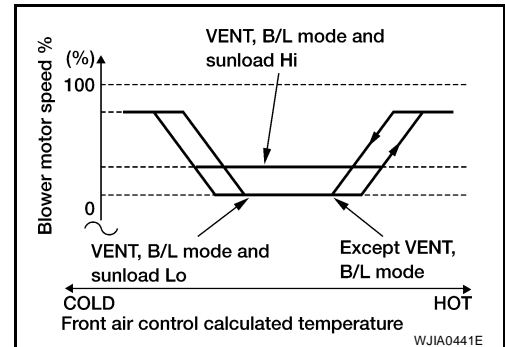 VENT, B/L mode and
sunload Hi
(%)
100
Blower motor speed %
0
VENT, B/L mode and
sunload Lo
Except VENT,
B/L mode
COLD
HOT
Front air control calculated temperature
WJIA0441E